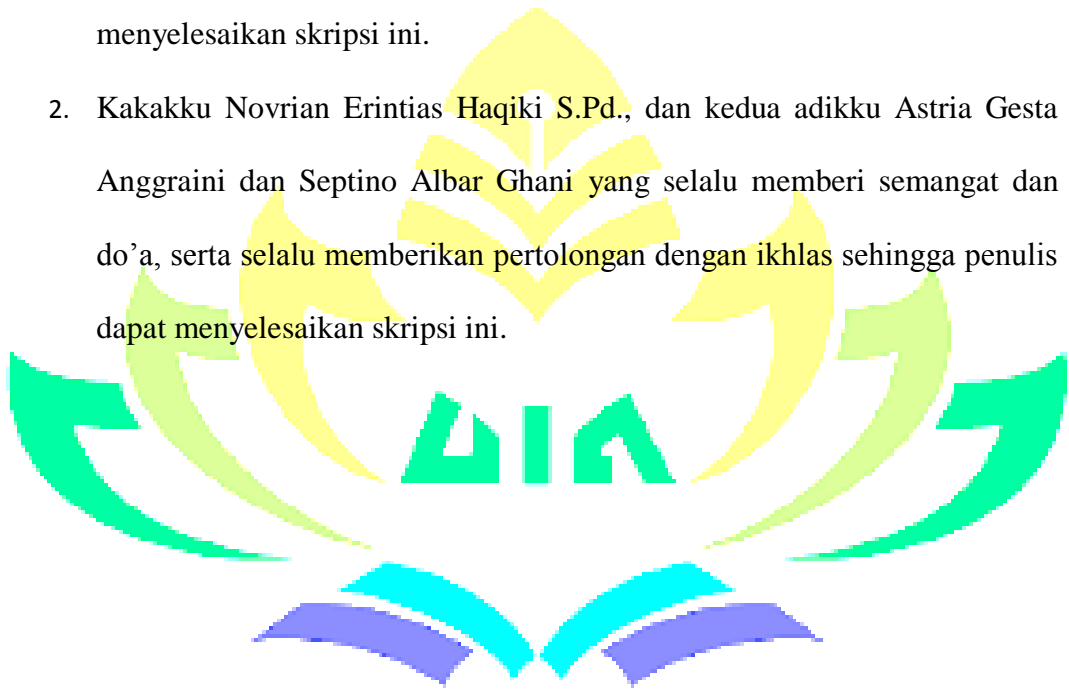 menyelesaikan skripsi ini.
2. Kakakku Novrian Erintias Haqiki S.Pd., dan kedua adikku Astria Gesta
Anggraini dan Septino Albar Ghani yang selalu memberi semangat dan
do’a, serta selalu memberikan pertolongan dengan ikhlas sehingga penulis
dapat menyelesaikan skripsi ini.
UIN